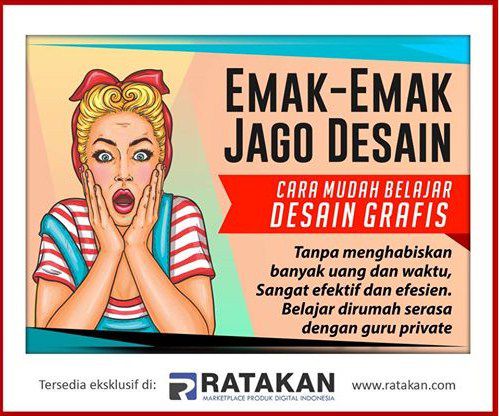 EMAK-EMAK
JAGO DESAIN
CARA MUDAH BELAJAR
DESAIN GRAFIS
Tanpa menghabiskan
banyak uang dan waktu,
Sangat efektif dan efesien.
Belajar dirumah serasa
dengan guru private
Tersedia eksklusif di:
RATAKAN
MARKETPLACE PRODUK DIGITAL INDONESIA
www.ratakan.com